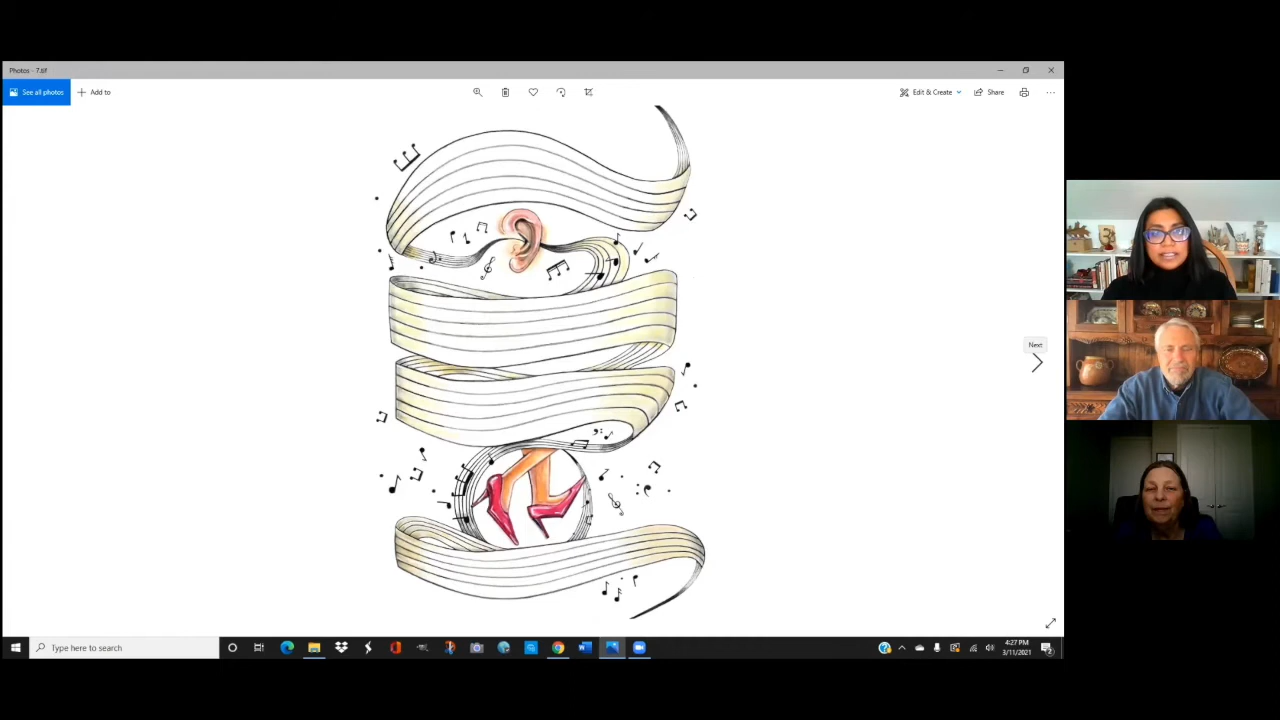 Photos - 7.tif
See all photos
Add to
Edit & Create
Share
Next
Type here to search
4:27 PM
3/11/2021
2